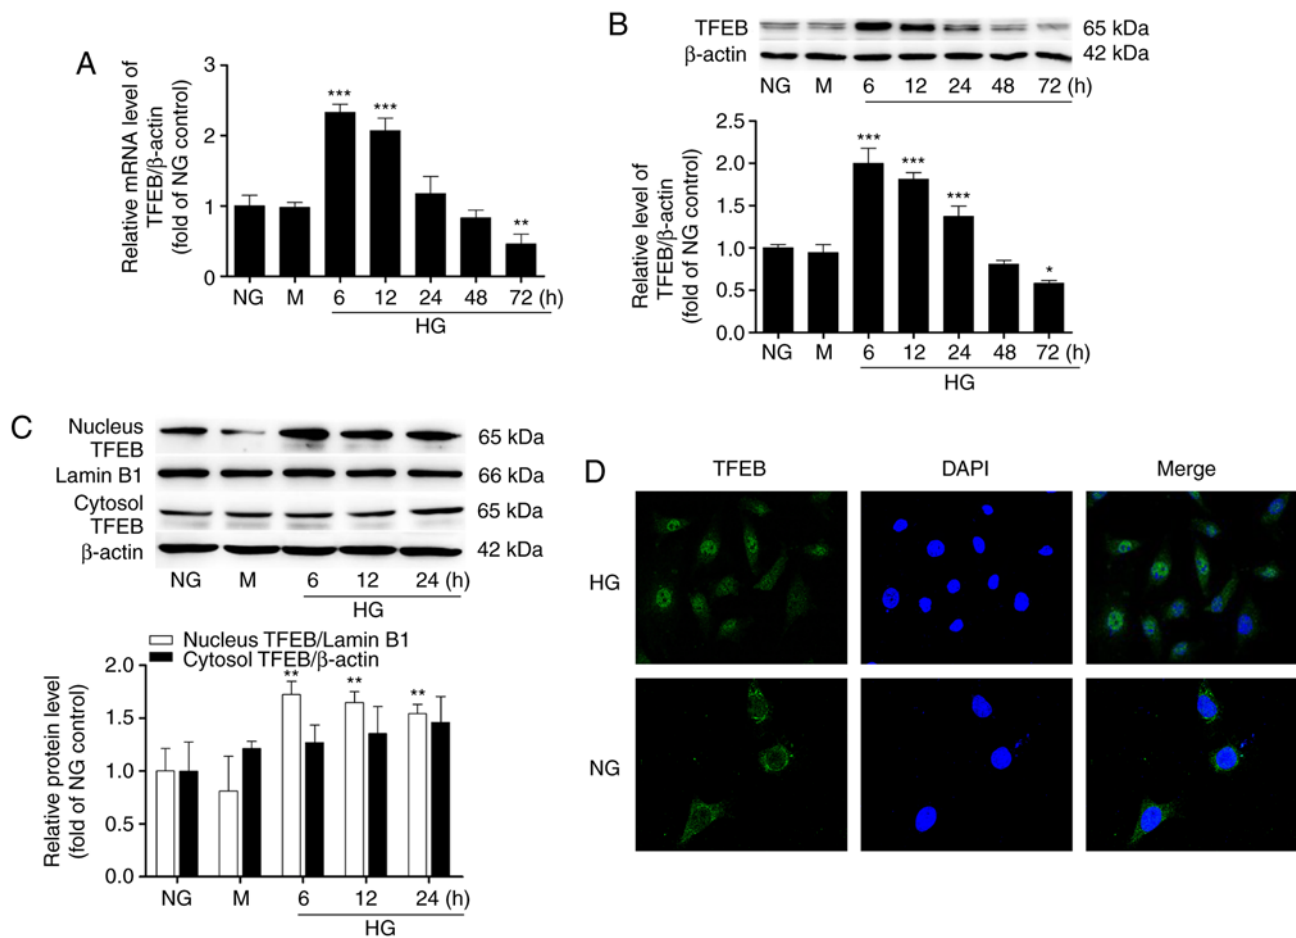 A
Relative mRNA level of
TFEB/β-actin
(fold of NG control)
3
2
1
0
***
***
**
NG M 6 12 24 48 72 (h)
HG
B
TFEB 65 kDa
β-actin 42 kDa
NG M 6 12 24 48 72 (h)
Relative level of
TFEB/β-actin
(fold of NG control)
2.5
2.0
1.5
1.0
0.5
0.0
***
***
***
*
NG M 6 12 24 48 72 (h)
HG
C
Nucleus
TFEB
65 kDa
Lamin B1 66 kDa
Cytosol
TFEB
65 kDa
β-actin 42 kDa
NG M 6 12 24 (h)
HG
Nucleus TFEB/Lamin B1
Cytosol TFEB/β-actin
Relative protein level
(fold of NG control)
2.0
1.5
1.0
0.5
0.0
** ** **
NG M 6 12 24 (h)
HG
D
TFEB DAPI Merge
HG
NG